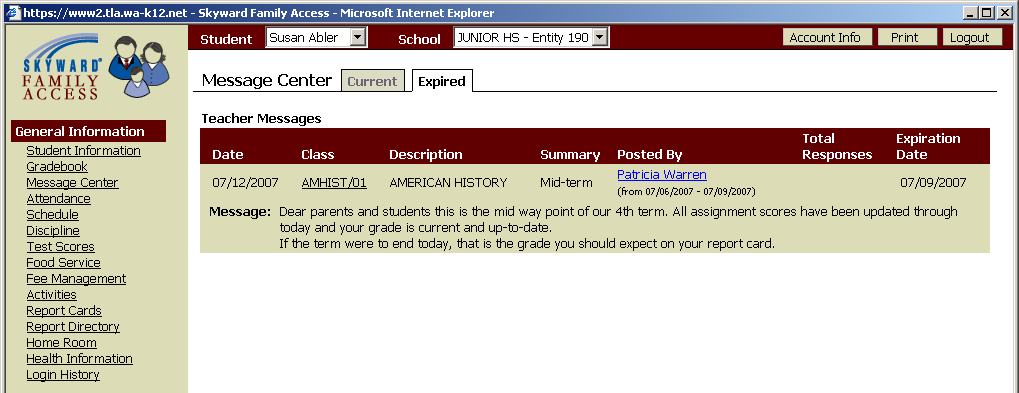 https://www2.tla.wa-k12.net - Skyward Family Access - Microsoft Internet Explorer
Student Susan Abler School JUNIOR HS - Entity 190 Account Info Print Logout
SKYWARD®
FAMILY
ACCESS
Message Center Current Expired
General Information
Student Information
Gradebook
Message Center
Attendance
Schedule
Discipline
Test Scores
Food Service
Fee Management
Activities
Report Cards
Report Directory
Home Room
Health Information
Login History
Teacher Messages
Date Class Description Summary Posted By Total Responses Expiration Date
07/12/2007 AMHIST/01 AMERICAN HISTORY Mid-term Patricia Warren 07/09/2007
(from 07/06/2007 - 07/09/2007)
Message: Dear parents and students this is the mid way point of our 4th term. All assignment scores have been updated through
today and your grade is current and up-to-date.
If the term were to end today, that is the grade you should expect on your report card.